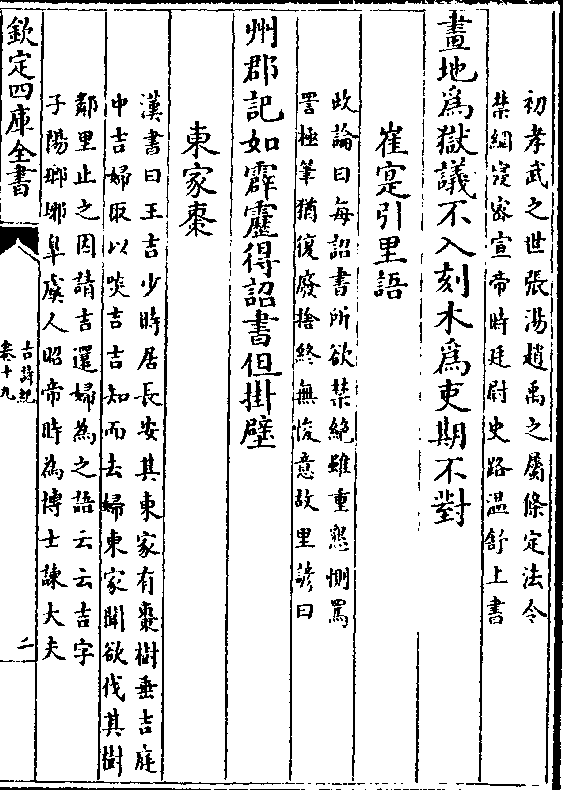 初孝武之世張湯趙禹之屬條定法令
禁網寖密宣帝時廷尉史路温舒上書
畫地為獄議不入刻木為吏期不對
崔寔引里語
政論曰每詔書所欲禁絶雖重懇惻罵
詈極筆猶復廢捨終無悛意故里諺曰
州郡記如霹靂得詔書但掛壁
東家棗
漢書曰王吉少時居長安其東家有棗樹垂吉庭
中吉婦取以啖吉吉知而去婦東家聞欲伐其樹
鄰里止之因請吉還婦為之語云云吉字
子陽瑯琊臯虞人昭帝時為博士諫大夫
欽定四庫全書
古詩紀
卷十九
二